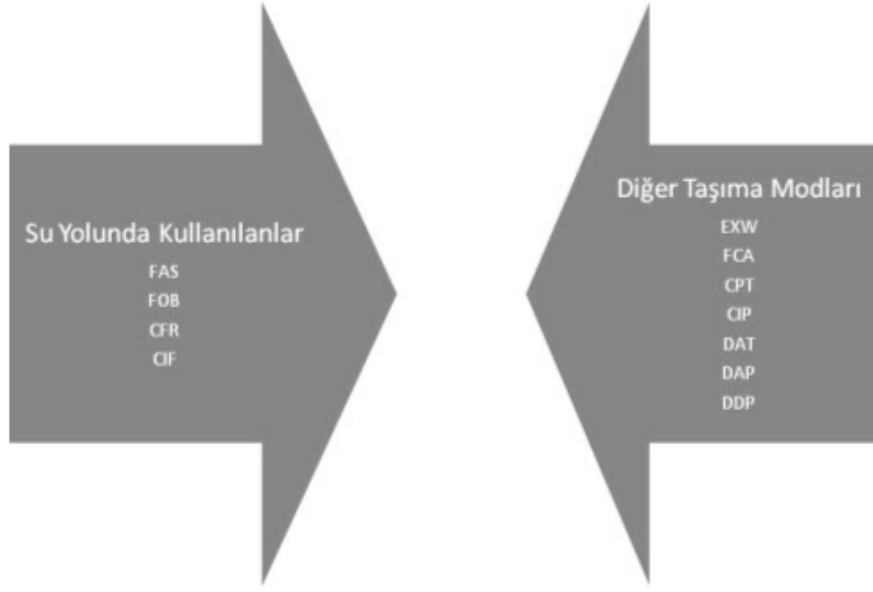 Su Yolunda Kullanılanlar
FAS
FOB
CFR
CIF
Diğer Taşıma Modları
EXW
FCA
CPT
CIP
DAT
DAP
DDP